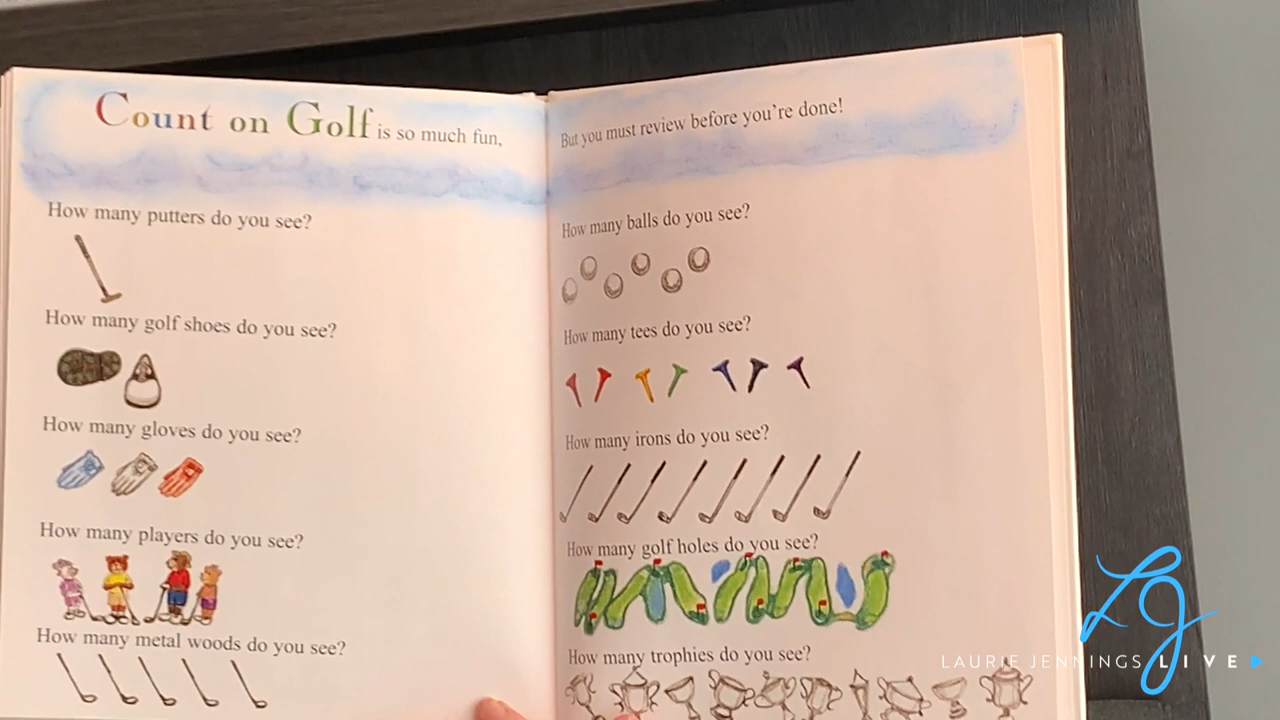 Count on Golf is so much fun,
How many putters do you see?
How many golf shoes do you see?
How many gloves do you see?
How many players do you see?
How many metal woods do you see?
But you must review before you're done!
How many balls do you see?
How many tees do you see?
How many irons do you see?
How many golf holes do you see?
How many trophies do you see?
LJ
LAURIE JENNINGS LIVE